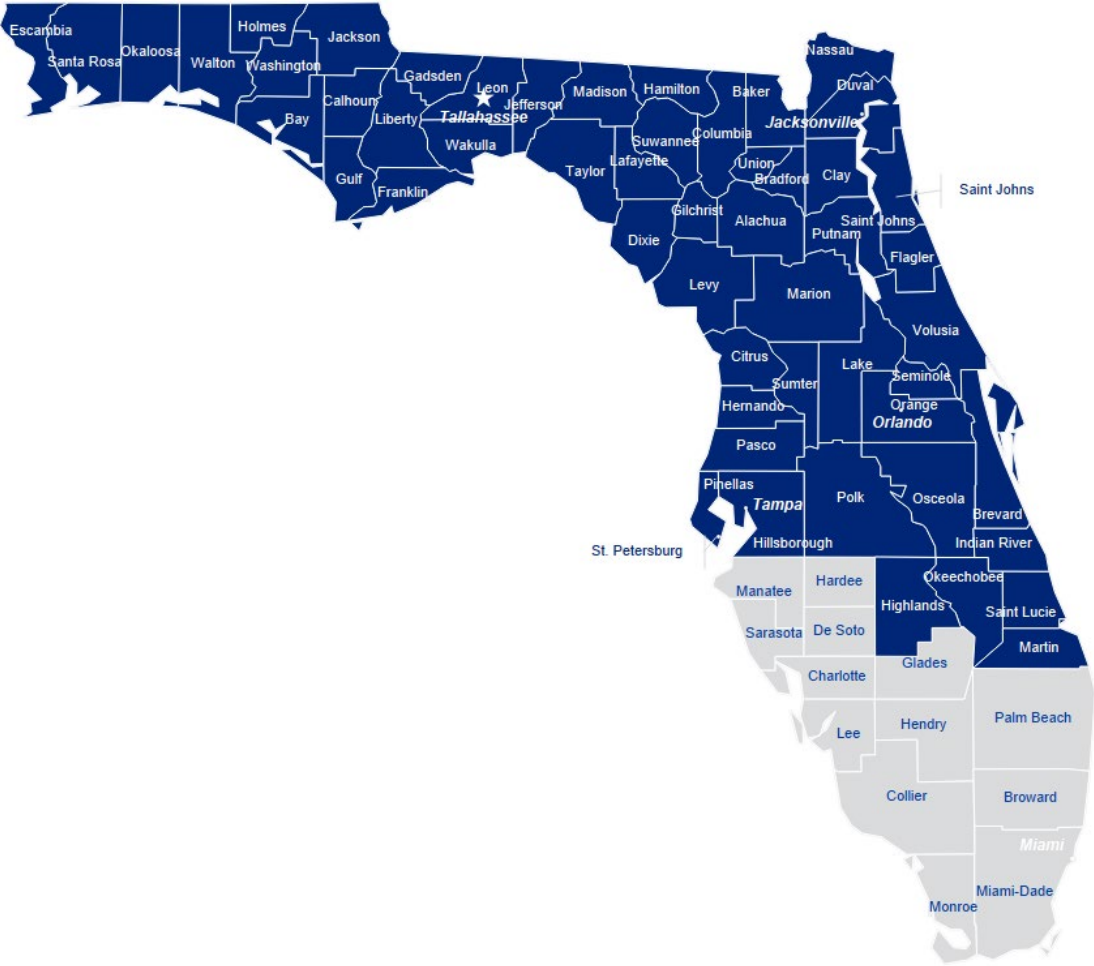 Escambia
Santa Rosa
Okaloosa
Walton
Holmes
Washington
Jackson
Bay
Calhoun
Gulf
Liberty
Gadsden
Franklin
Leon
Tallahassee
Wakulla
Jefferson
Madison
Taylor
Hamilton
Suwannee
Lafayette
Columbia
Baker
Nassau
Duval
Jacksonville
Union
Bradford
Clay
Saint Johns
Gilchrist
Alachua
Putnam
Saint Johns
Dixie
Flagler
Levy
Marion
Volusia
Citrus
Sumter
Lake
Seminole
Hernando
Orange
Orlando
Pasco
Pinellas
Tampa
Polk
Osceola
Brevard
St. Petersburg
Hillsborough
Indian River
Manatee
Hardee
Okeechobee
Highlands
Saint Lucie
Sarasota
De Soto
Martin
Glades
Charlotte
Lee
Hendry
Palm Beach
Collier
Broward
Miami
Miami-Dade
Monroe